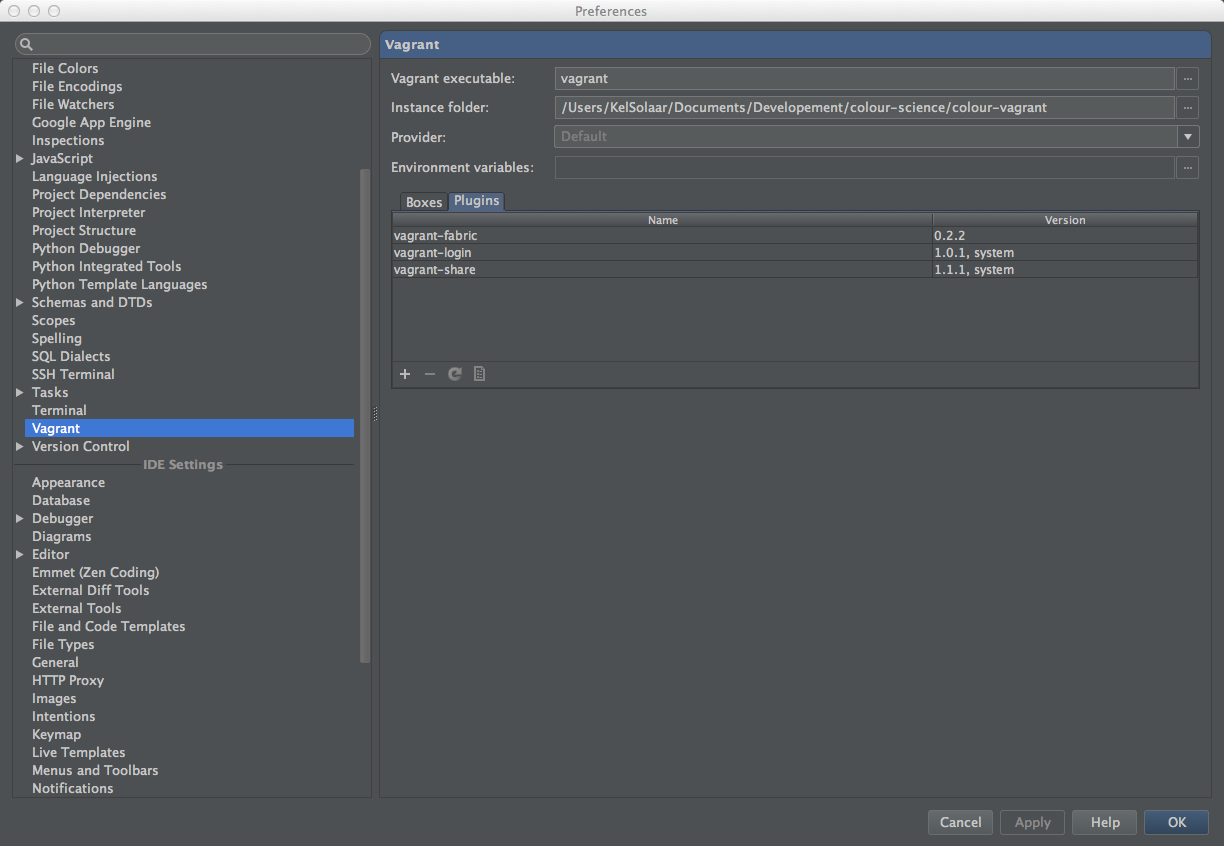 Preferences
File Colors
File Encodings
File Watchers
Google App Engine
Inspections
JavaScript
Language Injections
Project Dependencies
Project Interpreter
Project Structure
Python Debugger
Python Integrated Tools
Python Template Languages
Schemas and DTDs
Scopes
Spelling
SQL Dialects
SSH Terminal
Tasks
Terminal
Vagrant
Version Control
IDE Settings
Appearance
Database
Debugger
Diagrams
Editor
Emmet (Zen Coding)
External Diff Tools
External Tools
File and Code Templates
File Types
General
HTTP Proxy
Images
Intentions
Keymap
Live Templates
Menus and Toolbars
Notifications
Vagrant
Vagrant executable: vagrant ...
Instance folder: /Users/KelSolaar/Documents/Developement/colour-science/colour-vagrant ...
Provider: Default
Environment variables: ...
Boxes Plugins
Name Version
vagrant-fabric 0.2.2
vagrant-login 1.0.1, system
vagrant-share 1.1.1, system
Cancel Apply Help OK